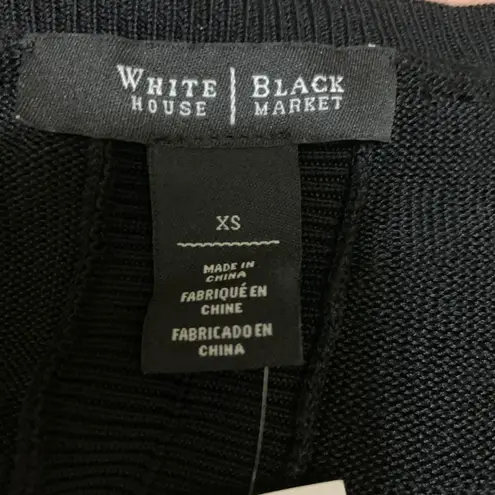 WHITE | BLACK
HOUSE | MARKET
XS
MADE IN
CHINA
FABRIQUÉ EN
CHINE
FABRICADO EN
CHINA